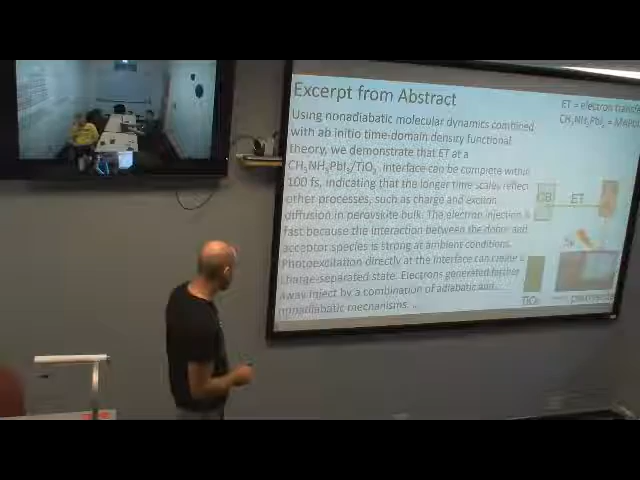 Excerpt from Abstract
Using nonadiabatic molecular dynamics combined
with ab initio time-domain density functional
theory, we demonstrate that ET at a
CH₃NH₃PbI₃/TiO₂ interface can be complete within
100 fs, indicating that the longer time scales reflect
other processes, such as charge and exciton
diffusion in perovskite bulk. The electron injection is
fast because the interaction between the donor and
acceptor species is strong at ambient conditions.
Photoexcitation directly at the interface can
charge-separated state. Electrons generated further
away inject by a combination of adiabatic and
nonadiabatic mechanisms. ...
ET = electron transfe
CH₃NH₃PbI₃ = MAPbI
CB
ET
TiO₂